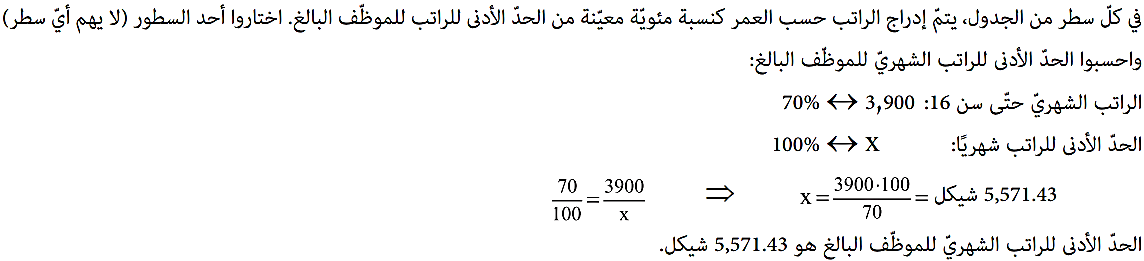 في كلّ سطر من الجدول، يتمّ إدراج الراتب حسب العمر كنسبة مئويّة معيّنة من الحدّ الأدنى للراتب للموظّف البالغ. اختاروا أحد السطور (لا يهم أيّ سطر)
واحسبوا الحدّ الأدنى للراتب الشهريّ للموظّف البالغ:
الراتب الشهريّ حتّى سن 16: 3,900 ↔ 70%
الحدّ الأدنى للراتب شهريًا: X ↔ 100%
70/100 = 3900/x ⇒ x = 3900·100/70 = 5,571.43 شيكل
الحدّ الأدنى للراتب الشهريّ للموظّف البالغ هو 5,571.43 شيكل.